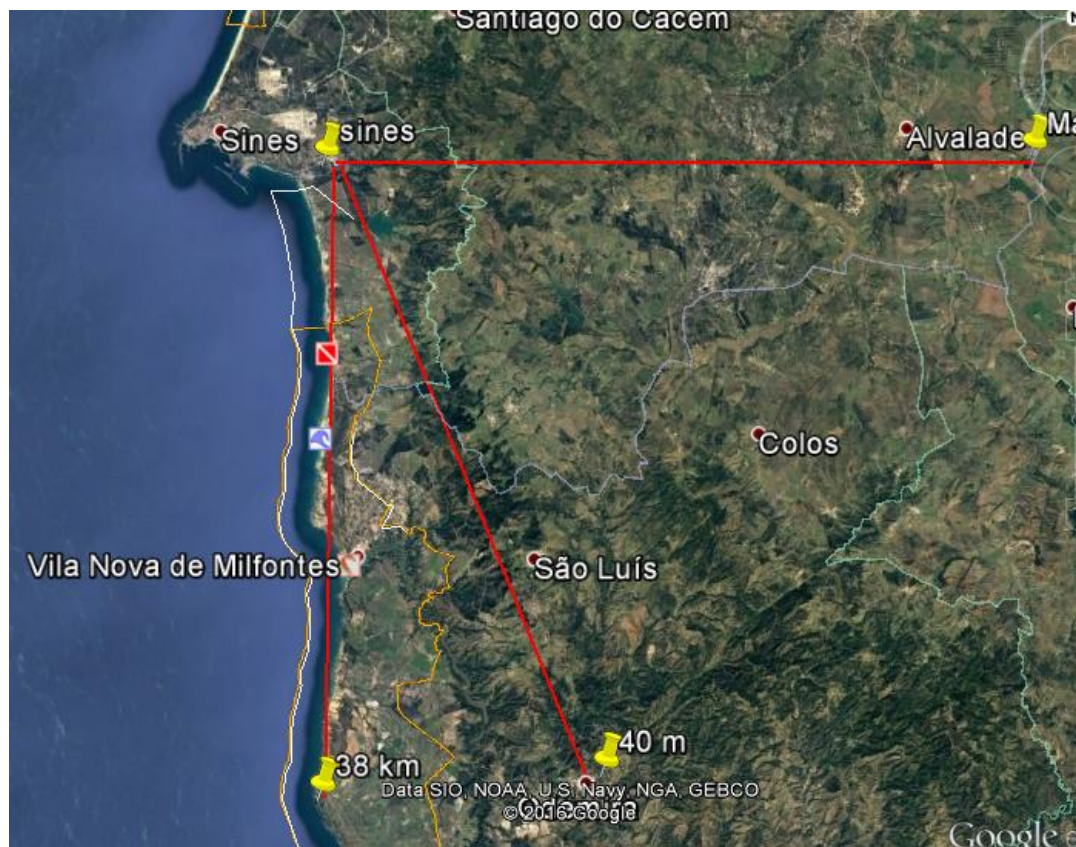 Santiago do Cacem
Sines
sines
Alvalade
Ma
Colos
Vila Nova de Milfontes
São Luís
40 m
38 km
Data SIO, NOAA, U.S. Navy, NGA, GEBCO
Odemira
© 2016 Google
Google